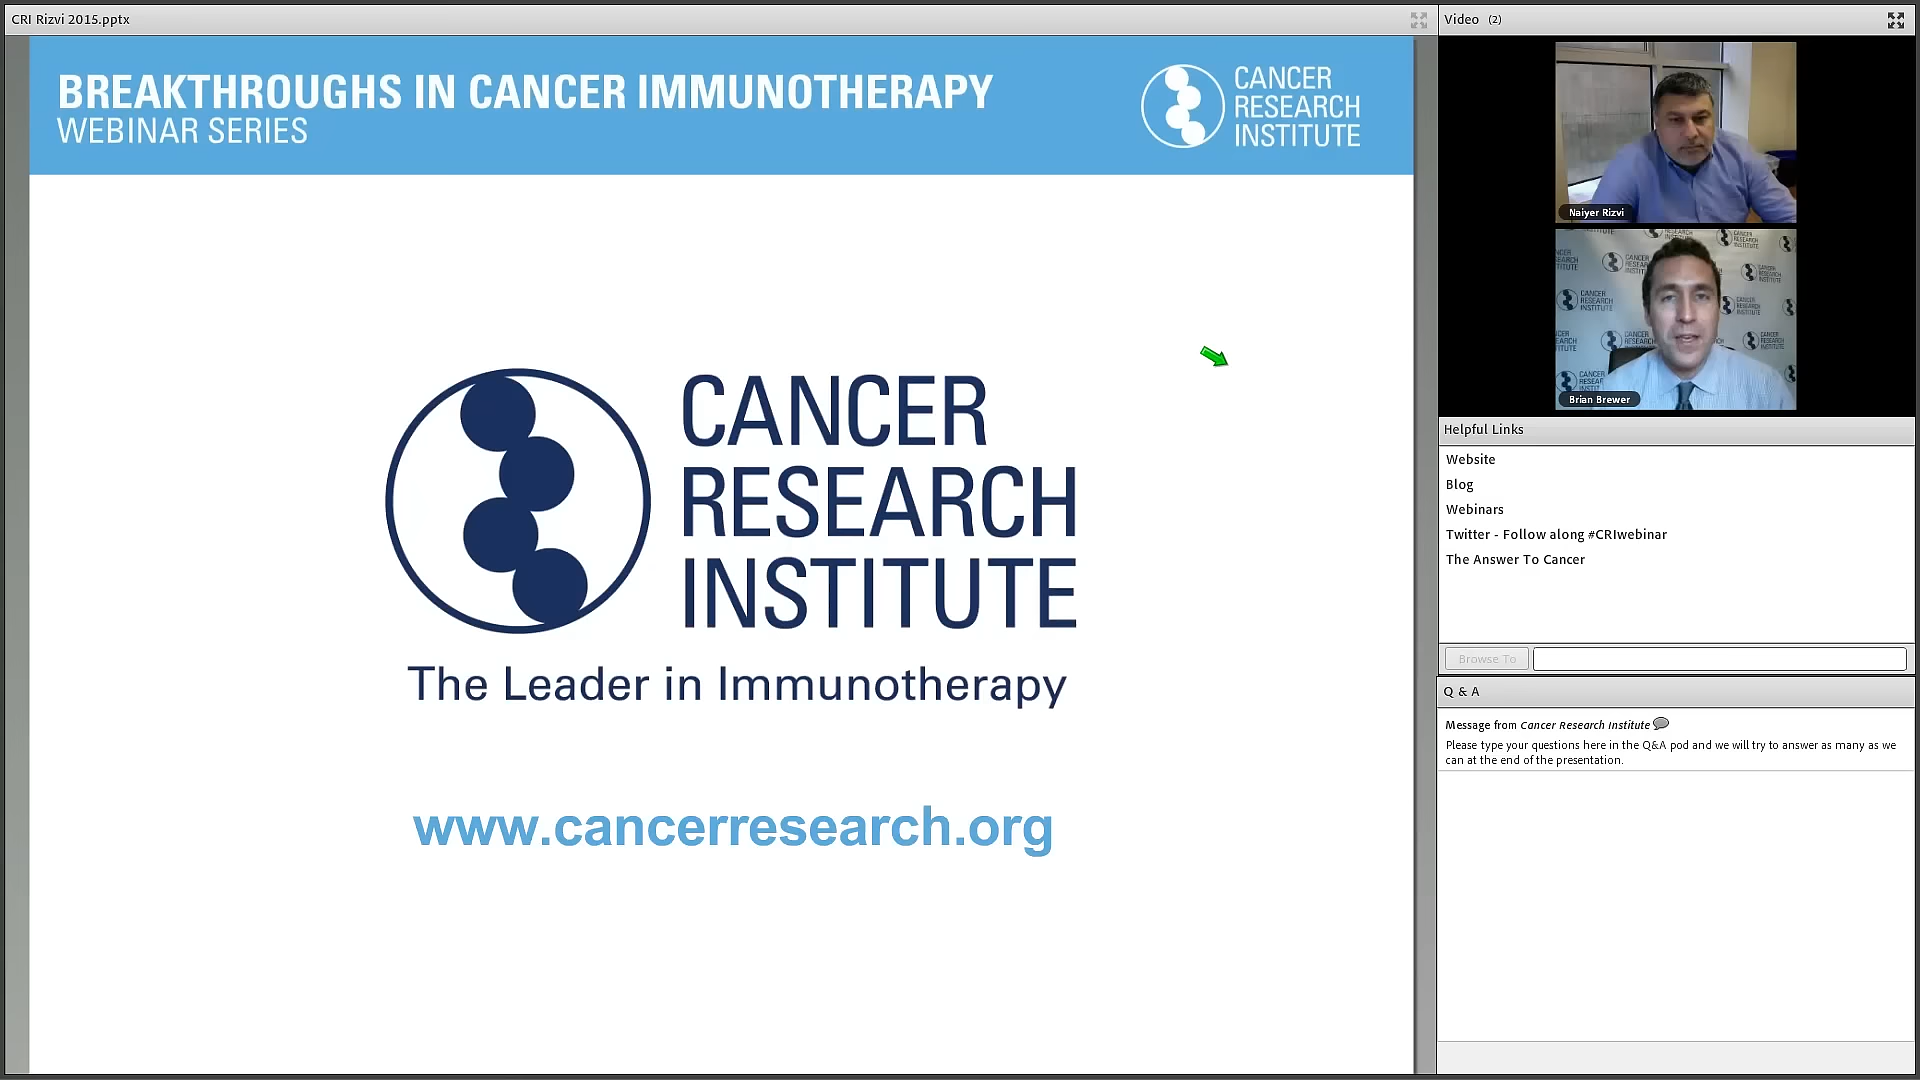 CRI Rizvi 2015.pptx
BREAKTHROUGHS IN CANCER IMMUNOTHERAPY
WEBINAR SERIES
CANCER
RESEARCH
INSTITUTE
CANCER
RESEARCH
INSTITUTE
The Leader in Immunotherapy
www.cancerresearch.org
Video (2)
Naiyer Rizvi
CANCER
RESEARCH
INSTITUTE
Brian Brewer
Helpful Links
Website
Blog
Webinars
Twitter - Follow along #CRIwebinar
The Answer To Cancer
Browse To
Q & A
Message from Cancer Research Institute
Please type your questions here in the Q&A pod and we will try to answer as many as we
can at the end of the presentation.